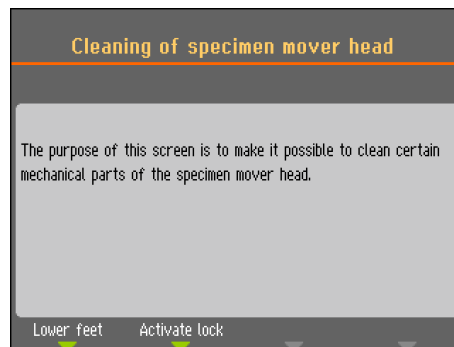 Cleaning of specimen mover head
The purpose of this screen is to make it possible to clean certain
mechanical parts of the specimen mover head.
Lower feet Activate lock